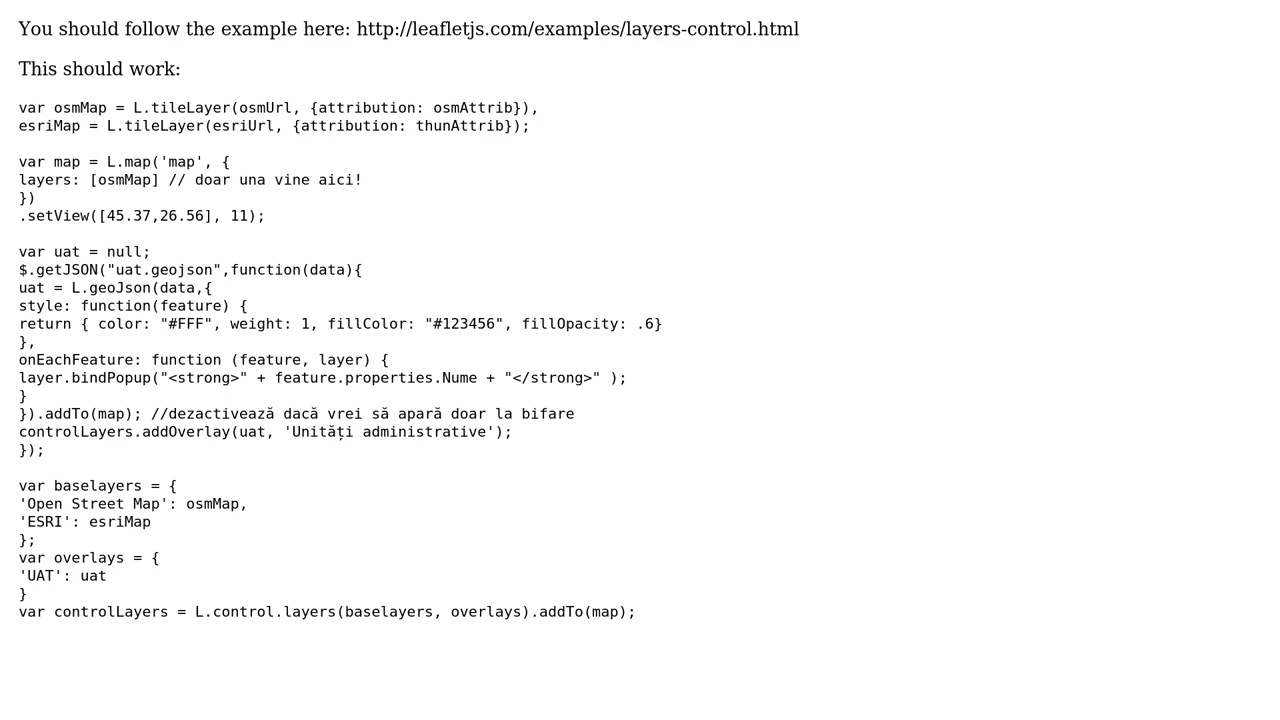 You should follow the example here: http://leafletjs.com/examples/layers-control.html
This should work:
var osmMap = L.tileLayer(osmUrl, {attribution: osmAttrib}),
esriMap = L.tileLayer(esriUrl, {attribution: thunAttrib});
var map = L.map('map', {
layers: [osmMap] // doar una vine aici!
})
.setView([45.37,26.56], 11);
var uat = null;
$.getJSON("uat.geojson",function(data){
uat = L.geoJson(data,{
style: function(feature) {
return { color: "#FFF", weight: 1, fillColor: "#123456", fillOpacity: .6}
},
onEachFeature: function (feature, layer) {
layer.bindPopup("<strong>" + feature.properties.Nume + "</strong>" );
}
}).addTo(map); //dezactivează dacă vrei să apară doar la bifare
controlLayers.addOverlay(uat, 'Unități administrative');
});
var baselayers = {
'Open Street Map': osmMap,
'ESRI': esriMap
};
var overlays = {
'UAT': uat
}
var controlLayers = L.control.layers(baselayers, overlays).addTo(map);